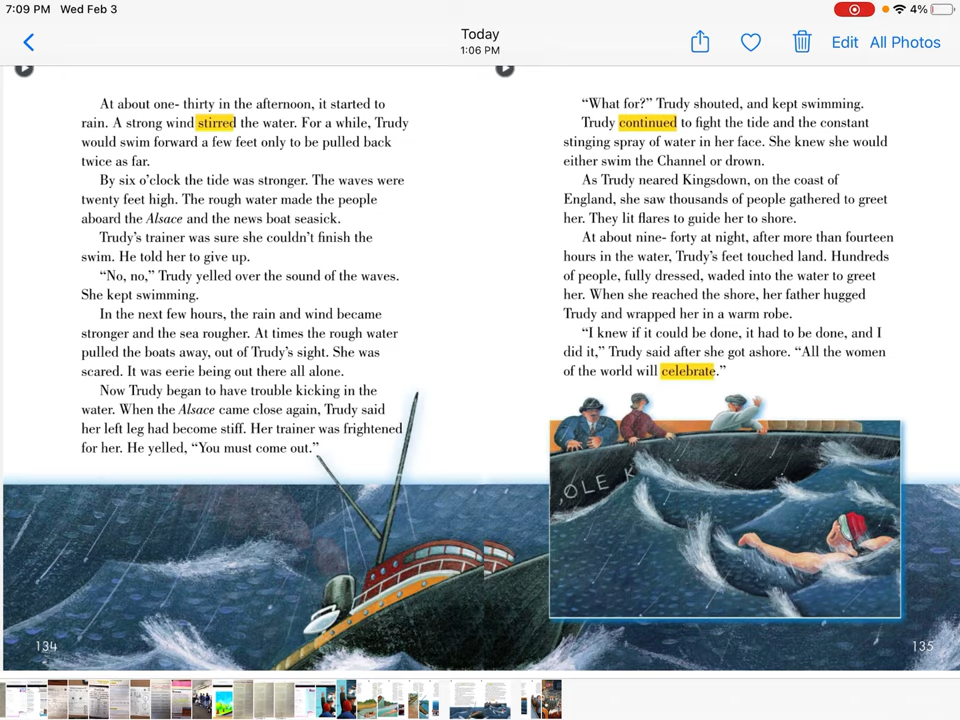 7:09 PM Wed Feb 3
4%
Today
1:06 PM
Edit All Photos
At about one- thirty in the afternoon, it started to
rain. A strong wind stirred the water. For a while, Trudy
would swim forward a few feet only to be pulled back
twice as far.
By six o’clock the tide was stronger. The waves were
twenty feet high. The rough water made the people
aboard the Alsace and the news boat seasick.
Trudy’s trainer was sure she couldn’t finish the
swim. He told her to give up.
“No, no,” Trudy yelled over the sound of the waves.
She kept swimming.
In the next few hours, the rain and wind became
stronger and the sea rougher. At times the rough water
pulled the boats away, out of Trudy’s sight. She was
scared. It was eerie being out there all alone.
Now Trudy began to have trouble kicking in the
water. When the Alsace came close again, Trudy said
her left leg had become stiff. Her trainer was frightened
for her. He yelled, “You must come out.”
134
“What for?” Trudy shouted, and kept swimming.
Trudy continued to fight the tide and the constant
stinging spray of water in her face. She knew she would
either swim the Channel or drown.
As Trudy neared Kingsdown, on the coast of
England, she saw thousands of people gathered to greet
her. They lit flares to guide her to shore.
At about nine- forty at night, after more than fourteen
hours in the water, Trudy’s feet touched land. Hundreds
of people, fully dressed, waded into the water to greet
her. When she reached the shore, her father hugged
Trudy and wrapped her in a warm robe.
“I knew if it could be done, it had to be done, and I
did it,” Trudy said after she got ashore. “All the women
of the world will celebrate.”
OLE K
135